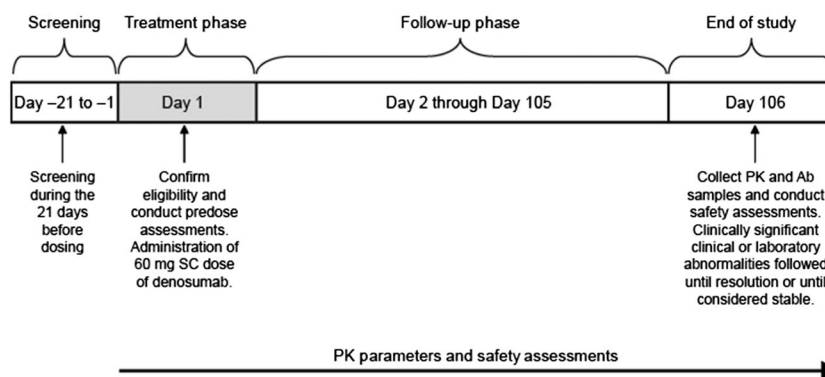 Screening
Treatment phase
Follow-up phase
End of study
Day –21 to –1
Day 1
Day 2 through Day 105
Day 106
Screening
during the
21 days
before
dosing
Confirm
eligibility and
conduct predose
assessments.
Administration of
60 mg SC dose
of denosumab.
Collect PK and Ab
samples and conduct
safety assessments.
Clinically significant
clinical or laboratory
abnormalities followed
until resolution or until
considered stable.
PK parameters and safety assessments